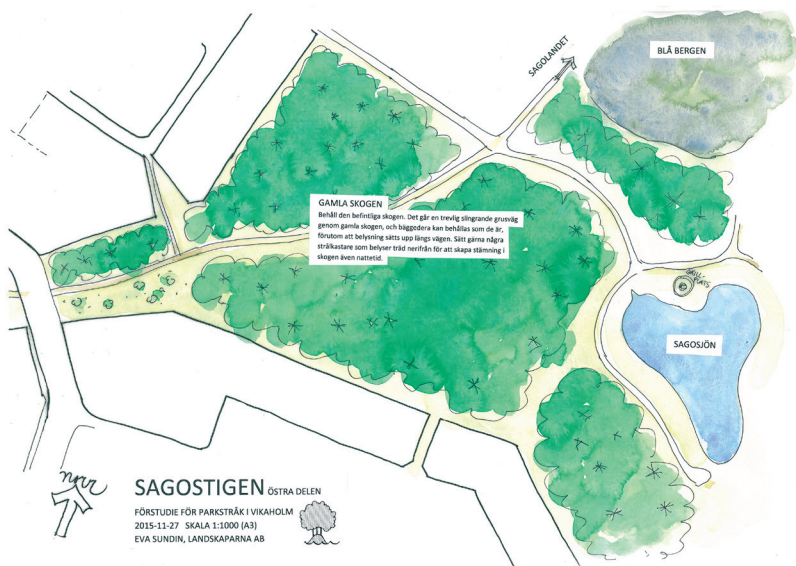 SAGOLANDET
BLÅ BERGEN
GAMLA SKOGEN
Behåll den befintliga skogen. Det går en trevlig slingrande grusväg
genom gamla skogen, och bäggedera kan behållas som de är,
förutom att belysning sätts upp längs vägen. Sätt gärna några
strålkastare som belyser träd nerifrån för att skapa stämning i
skogen även nattetid.
GRILL-
PLATS
SAGOSJÖN
norr
SAGOSTIGEN ÖSTRA DELEN
FÖRSTUDIE FÖR PARKSTRÅK I VIKAHOLM
2015-11-27 SKALA 1:1000 (A3)
EVA SUNDIN, LANDSKAPARNA AB